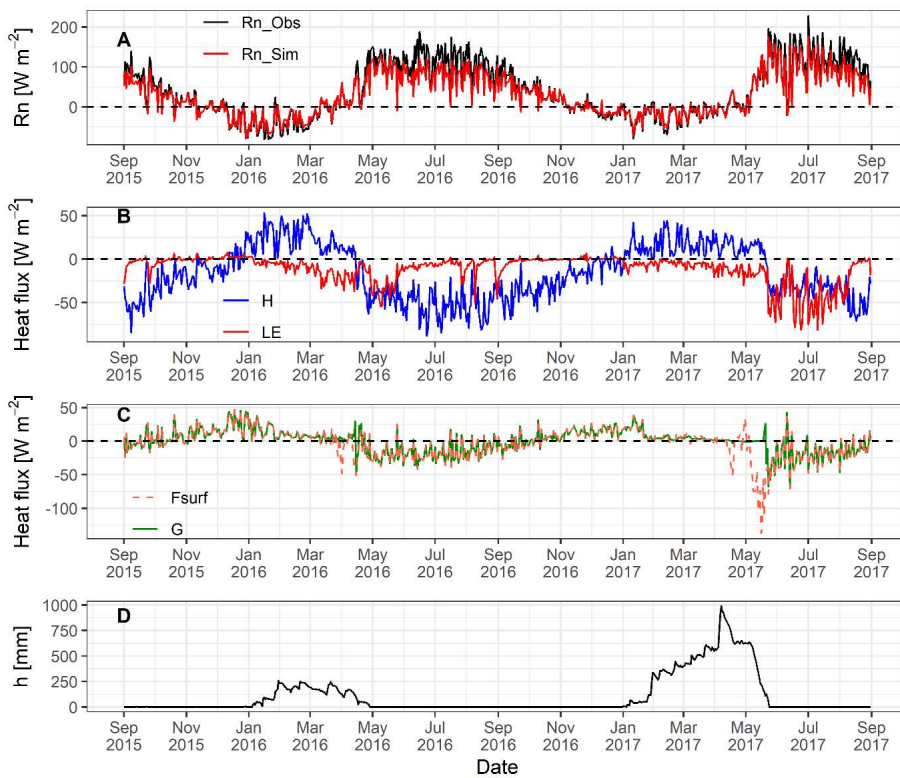 A
Rn_Obs
Rn_Sim
Rn [W m⁻²]
100
0
Sep Nov Jan Mar May Jul Sep Nov Jan Mar May Jul Sep
2015 2015 2016 2016 2016 2016 2016 2016 2017 2017 2017 2017 2017
B
Heat flux [W m⁻²]
50
0
-50
H
LE
Sep Nov Jan Mar May Jul Sep Nov Jan Mar May Jul Sep
2015 2015 2016 2016 2016 2016 2016 2016 2017 2017 2017 2017 2017
C
Heat flux [W m⁻²]
50
0
-50
-100
Fsurf
G
Sep Nov Jan Mar May Jul Sep Nov Jan Mar May Jul Sep
2015 2015 2016 2016 2016 2016 2016 2016 2017 2017 2017 2017 2017
D
h [mm]
1000
750
500
250
0
Sep Nov Jan Mar May Jul Sep Nov Jan Mar May Jul Sep
2015 2015 2016 2016 2016 2016 2016 2016 2017 2017 2017 2017 2017
Date
200